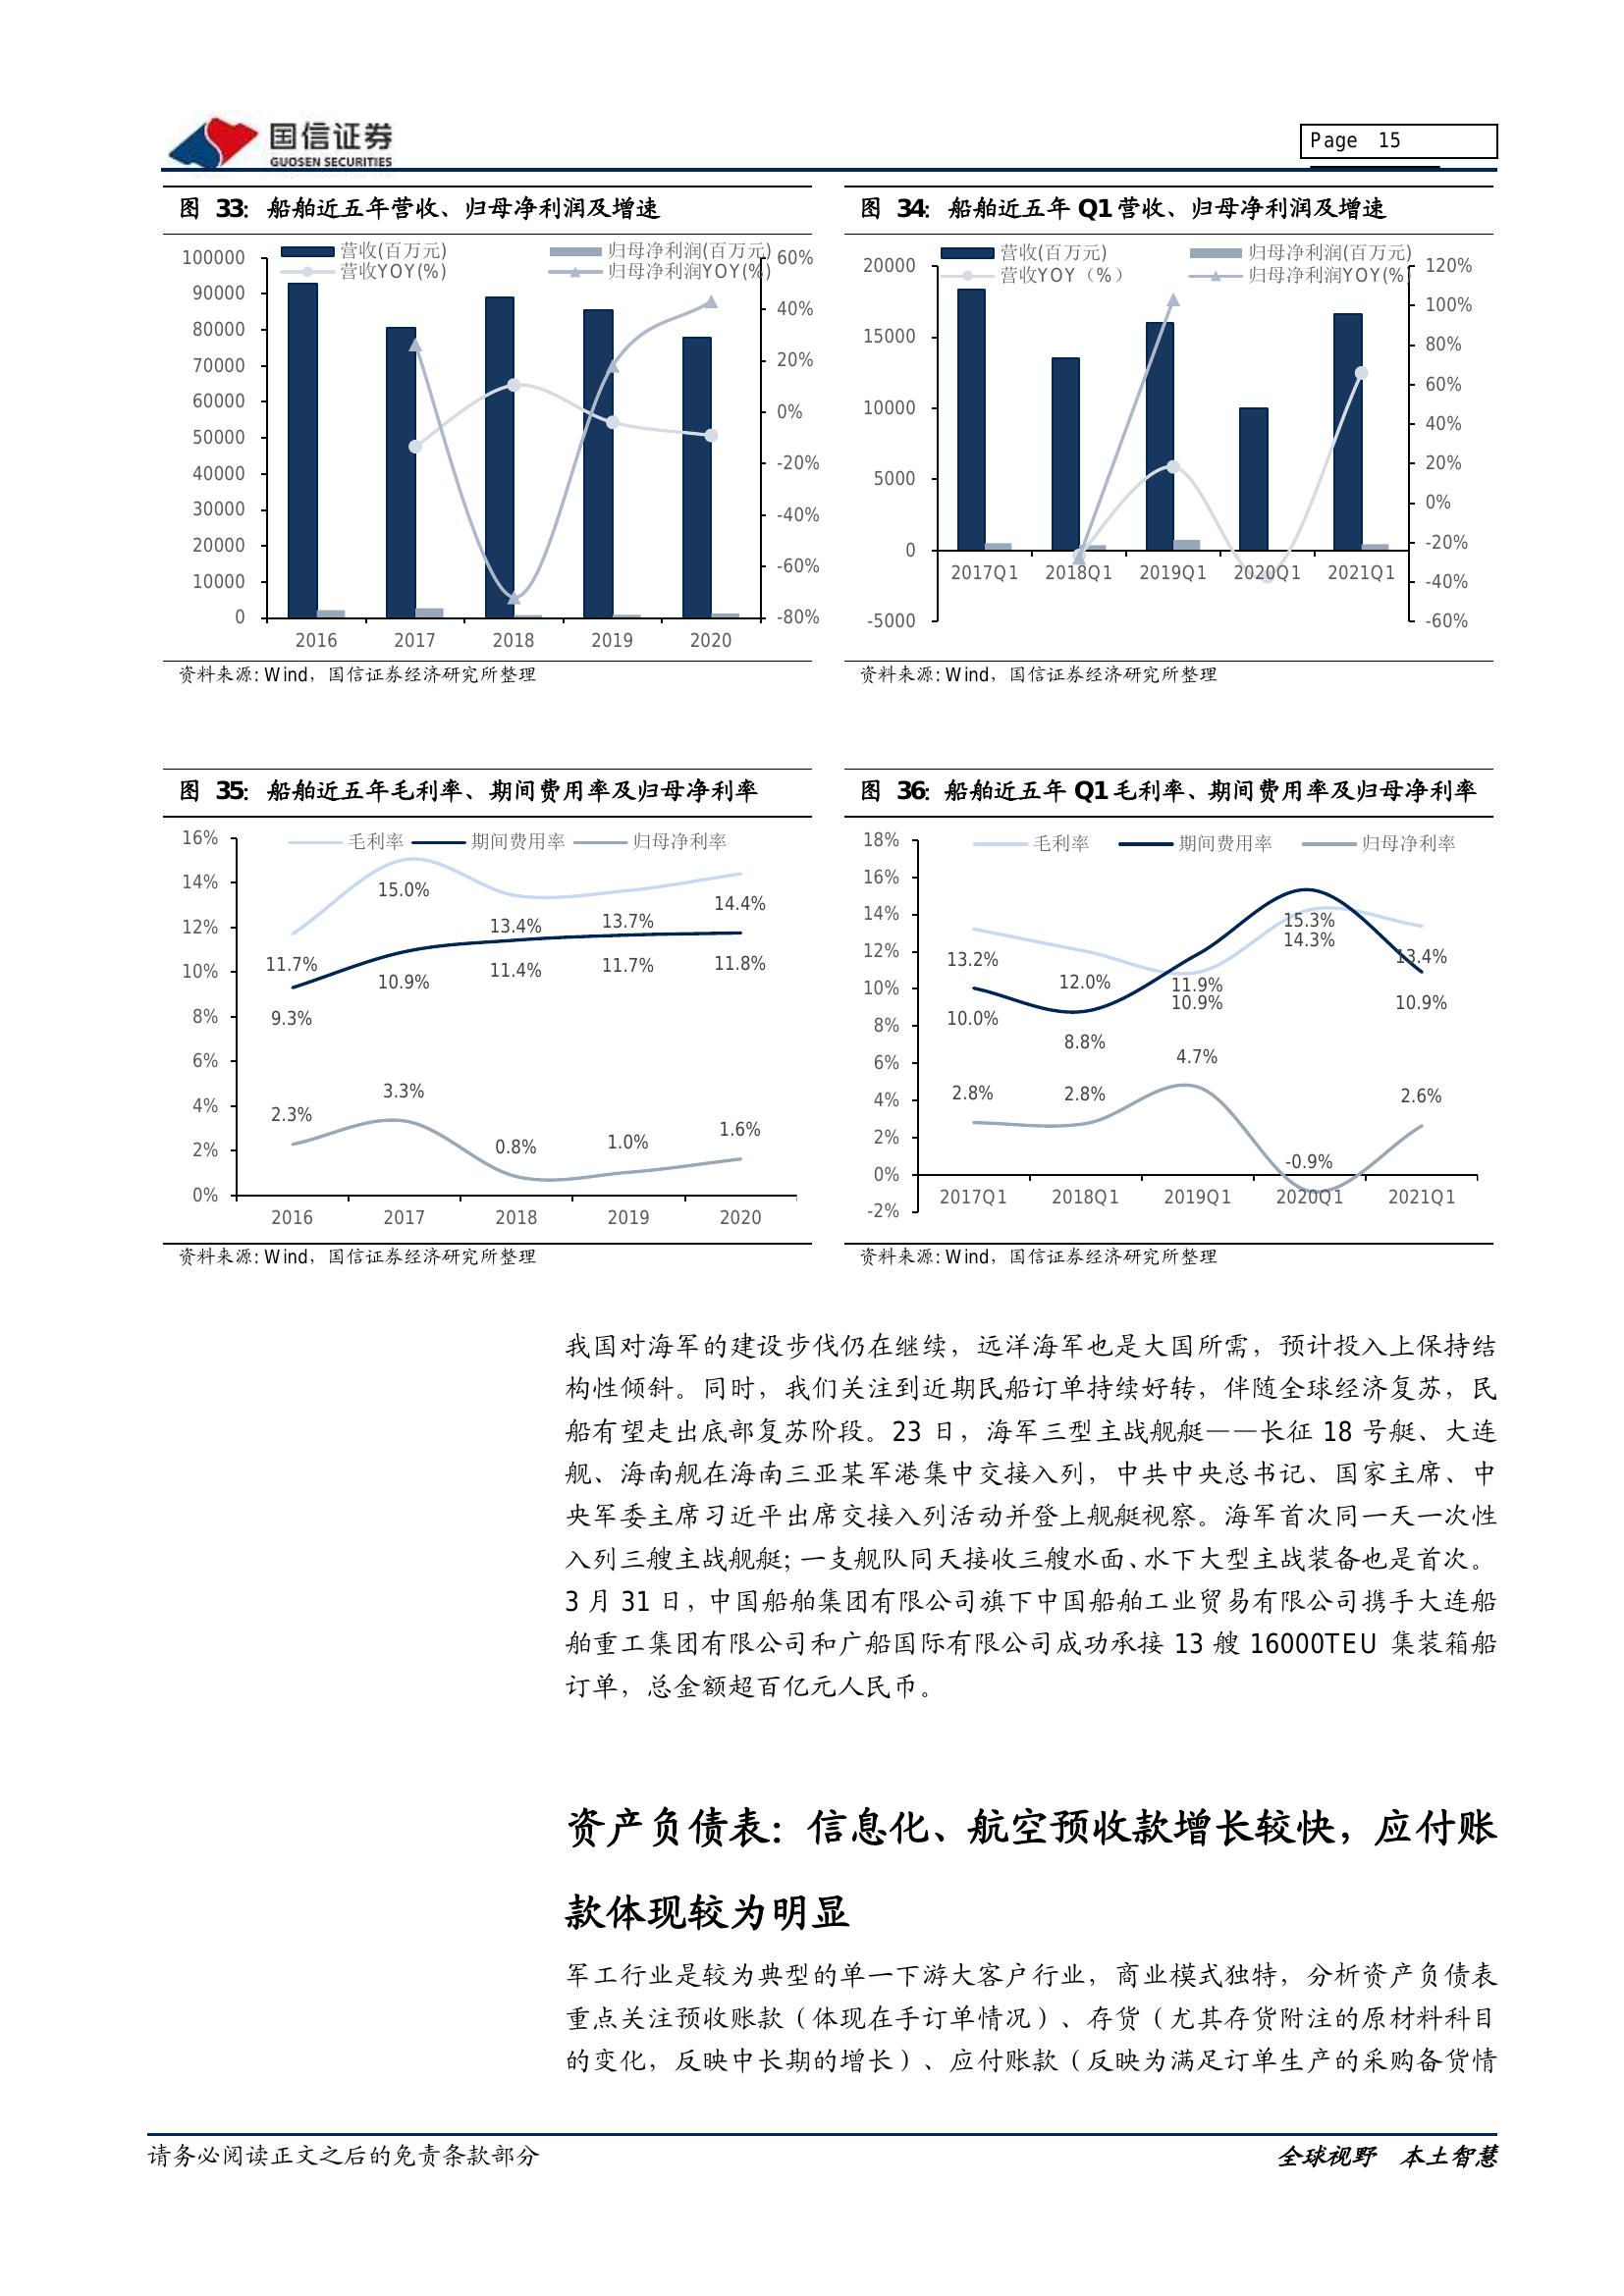 国信证券
GUOSEN SECURITIES
Page 15
图 33：船舶近五年营收、归母净利润及增速
营收(百万元)
归母净利润(百万元)
营收YOY(%)
归母净利润YOY(%)
100000
90000
80000
70000
60000
50000
40000
30000
20000
10000
0
60%
40%
20%
0%
-20%
-40%
-60%
-80%
2016 2017 2018 2019 2020
资料来源: Wind，国信证券经济研究所整理
图 34：船舶近五年 Q1 营收、归母净利润及增速
营收(百万元)
归母净利润(百万元)
营收YOY（%）
归母净利润YOY(%)
20000
15000
10000
5000
0
-5000
120%
100%
80%
60%
40%
20%
0%
-20%
-40%
-60%
2017Q1 2018Q1 2019Q1 2020Q1 2021Q1
资料来源: Wind，国信证券经济研究所整理
图 35：船舶近五年毛利率、期间费用率及归母净利率
毛利率 期间费用率 归母净利率
16%
14%
12%
10%
8%
6%
4%
2%
0%
11.7% 15.0% 13.4% 13.7% 14.4%
9.3% 10.9% 11.4% 11.7% 11.8%
2.3% 3.3% 0.8% 1.0% 1.6%
2016 2017 2018 2019 2020
资料来源: Wind，国信证券经济研究所整理
图 36：船舶近五年 Q1 毛利率、期间费用率及归母净利率
毛利率 期间费用率 归母净利率
18%
16%
14%
12%
10%
8%
6%
4%
2%
0%
-2%
13.2% 12.0% 10.9% 14.3% 13.4%
10.0% 8.8% 11.9% 15.3% 10.9%
2.8% 2.8% 4.7% -0.9% 2.6%
2017Q1 2018Q1 2019Q1 2020Q1 2021Q1
资料来源: Wind，国信证券经济研究所整理
我国对海军的建设步伐仍在继续，远洋海军也是大国所需，预计投入上保持结
构性倾斜。同时，我们关注到近期民船订单持续好转，伴随全球经济复苏，民
船有望走出底部复苏阶段。23 日，海军三型主战舰艇——长征 18 号艇、大连
舰、海南舰在海南三亚某军港集中交接入列，中共中央总书记、国家主席、中
央军委主席习近平出席交接入列活动并登上舰艇视察。海军首次同一天一次性
入列三艘主战舰艇；一支舰队同天接收三艘水面、水下大型主战装备也是首次。
3 月 31 日，中国船舶集团有限公司旗下中国船舶工业贸易有限公司携手大连船
舶重工集团有限公司和广船国际有限公司成功承接 13 艘 16000TEU 集装箱船
订单，总金额超百亿元人民币。
资产负债表：信息化、航空预收款增长较快，应付账
款体现较为明显
军工行业是较为典型的单一下游大客户行业，商业模式独特，分析资产负债表
重点关注预收账款（体现在手订单情况）、存货（尤其存货附注的原材料科目
的变化，反映中长期的增长）、应付账款（反映为满足订单生产的采购备货情
请务必阅读正文之后的免责条款部分
全球视野 本土智慧